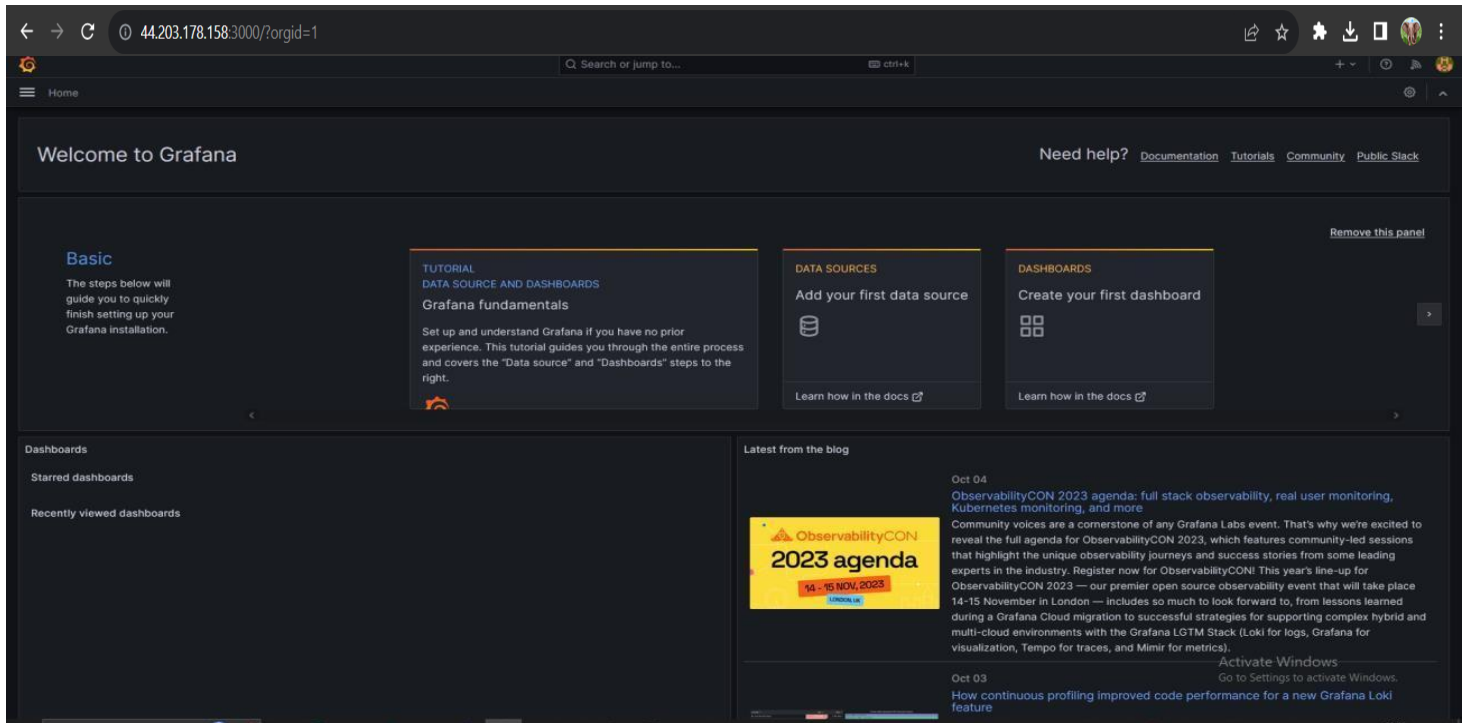 44.203.178.158:3000/?orgid=1
Search or jump to...
ctrl+k
Home
Welcome to Grafana
Need help? Documentation Tutorials Community Public Slack
Remove this panel
Basic
The steps below will
guide you to quickly
finish setting up your
Grafana installation.
TUTORIAL
DATA SOURCE AND DASHBOARDS
Grafana fundamentals
Set up and understand Grafana if you have no prior
experience. This tutorial guides you through the entire process
and covers the "Data source" and "Dashboards" steps to the
right.
DATA SOURCES
Add your first data source
Learn how in the docs
DASHBOARDS
Create your first dashboard
Learn how in the docs
Dashboards
Starred dashboards
Recently viewed dashboards
Latest from the blog
ObservabilityCON
2023 agenda
14 - 15 NOV, 2023
LONDON, UK
Oct 04
ObservabilityCON 2023 agenda: full stack observability, real user monitoring,
Kubernetes monitoring, and more
Community voices are a cornerstone of any Grafana Labs event. That's why we're excited to
reveal the full agenda for ObservabilityCON 2023, which features community-led sessions
that highlight the unique observability journeys and success stories from some leading
experts in the industry. Register now for ObservabilityCON! This year's line-up for
ObservabilityCON 2023 — our premier open source observability event that will take place
14-15 November in London — includes so much to look forward to, from lessons learned
during a Grafana Cloud migration to successful strategies for supporting complex hybrid and
multi-cloud environments with the Grafana LGTM Stack (Loki for logs, Grafana for
visualization, Tempo for traces, and Mimir for metrics).
Activate Windows
Go to Settings to activate Windows.
Oct 03
How continuous profiling improved code performance for a new Grafana Loki
feature